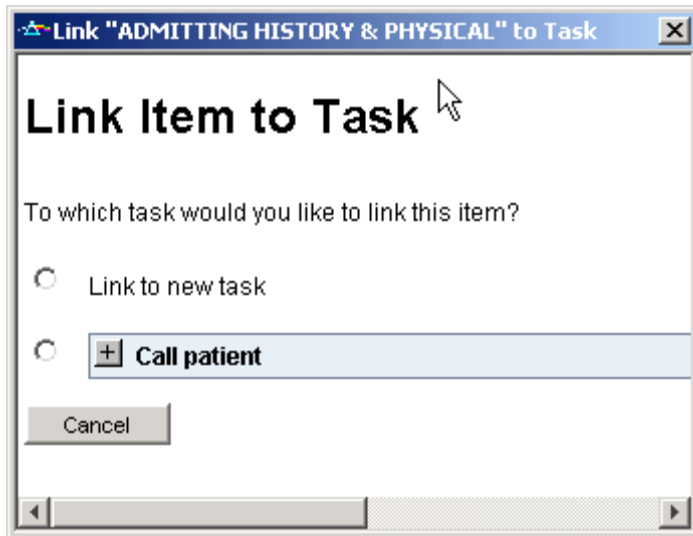 Link "ADMITTING HISTORY & PHYSICAL" to Task
Link Item to Task
To which task would you like to link this item?
Link to new task
Call patient
Cancel